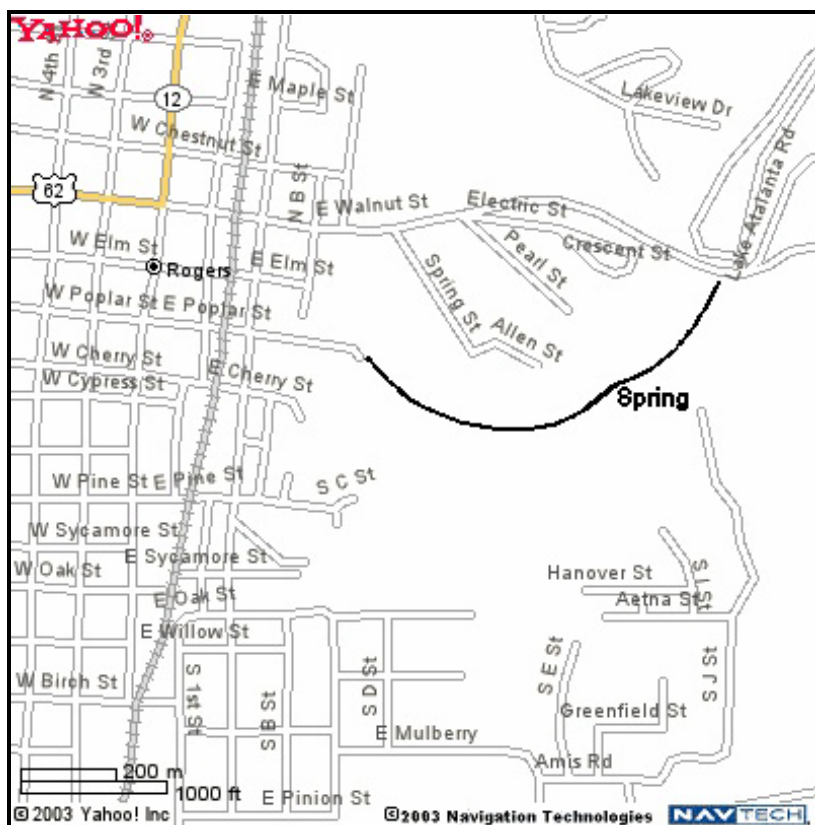 YAHOO!®
N 4th St
N 3rd
12
Maple St
Lakeview Dr
W Chestnut St
62
N B St
E Walnut St
Electric St
Lake Atalanta Rd
W Elm St
Rogers
E Elm St
Pearl St
Crescent St
W Poplar St
E Poplar St
Spring St
Allen St
W Cherry St
E Cherry St
W Cypress St
Spring
W Pine St
E Pine St
S C St
W Sycamore St
E Sycamore St
W Oak St
Hanover St
S I St
E Oak St
Aetna St
E Willow St
S E St
S J St
W Birch St
S 1st St
S B St
S D St
Greenfield St
E Mulberry
Amis Rd
200 m
1000 ft
E Pinion St
© 2003 Yahoo! Inc
©2003 Navigation Technologies
NAVTECH